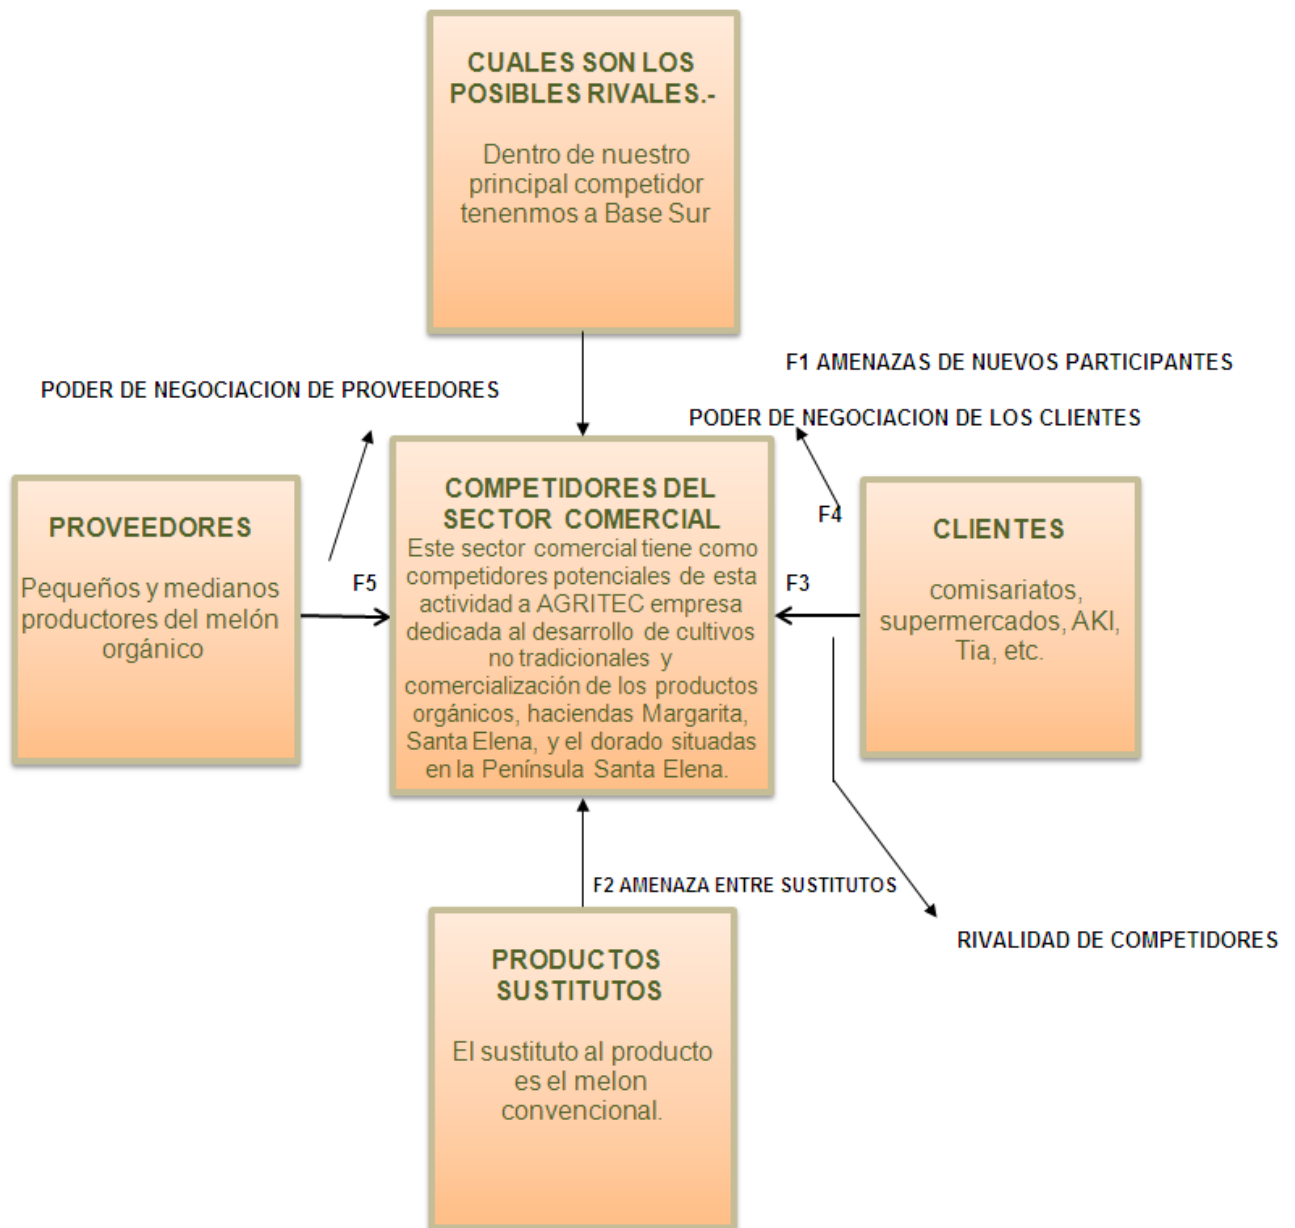 CUALES SON LOS
POSIBLES RIVALES.-
Dentro de nuestro
principal competidor
tenenmos a Base Sur
F1 AMENAZAS DE NUEVOS PARTICIPANTES
PODER DE NEGOCIACION DE PROVEEDORES
PODER DE NEGOCIACION DE LOS CLIENTES
PROVEEDORES
Pequeños y medianos
productores del melón
orgánico
F5
COMPETIDORES DEL
SECTOR COMERCIAL
Este sector comercial tiene como
competidores potenciales de esta
actividad a AGRITEC empresa
dedicada al desarrollo de cultivos
no tradicionales y
comercialización de los productos
orgánicos, haciendas Margarita,
Santa Elena, y el dorado situadas
en la Península Santa Elena.
F4
F3
CLIENTES
comisariatos,
supermercados, AKI,
Tia, etc.
F2 AMENAZA ENTRE SUSTITUTOS
RIVALIDAD DE COMPETIDORES
PRODUCTOS
SUSTITUTOS
El sustituto al producto
es el melon
convencional.